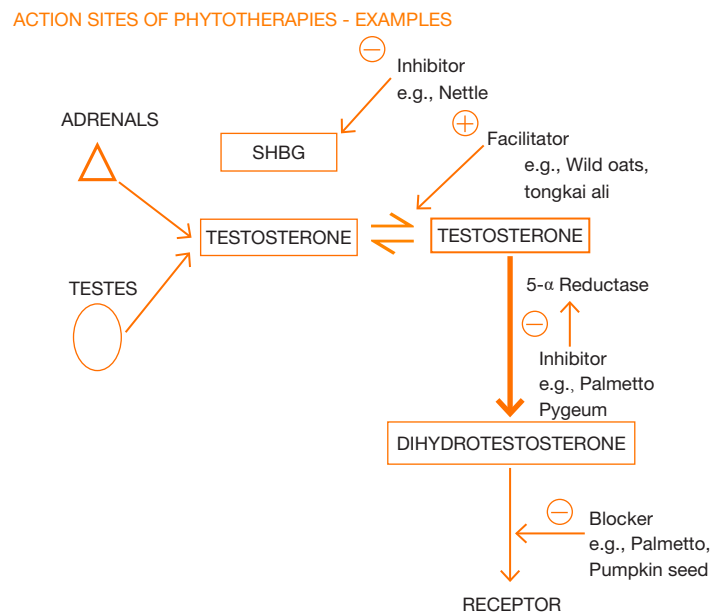 ACTION SITES OF PHYTOTHERAPIES - EXAMPLES
Inhibitor
e.g., Nettle
ADRENALS
SHBG
Facilitator
e.g., Wild oats,
tongkai ali
TESTOSTERONE
TESTOSTERONE
TESTES
5-α Reductase
Inhibitor
e.g., Palmetto
Pygeum
DIHYDROTESTOSTERONE
Blocker
e.g., Palmetto,
Pumpkin seed
RECEPTOR